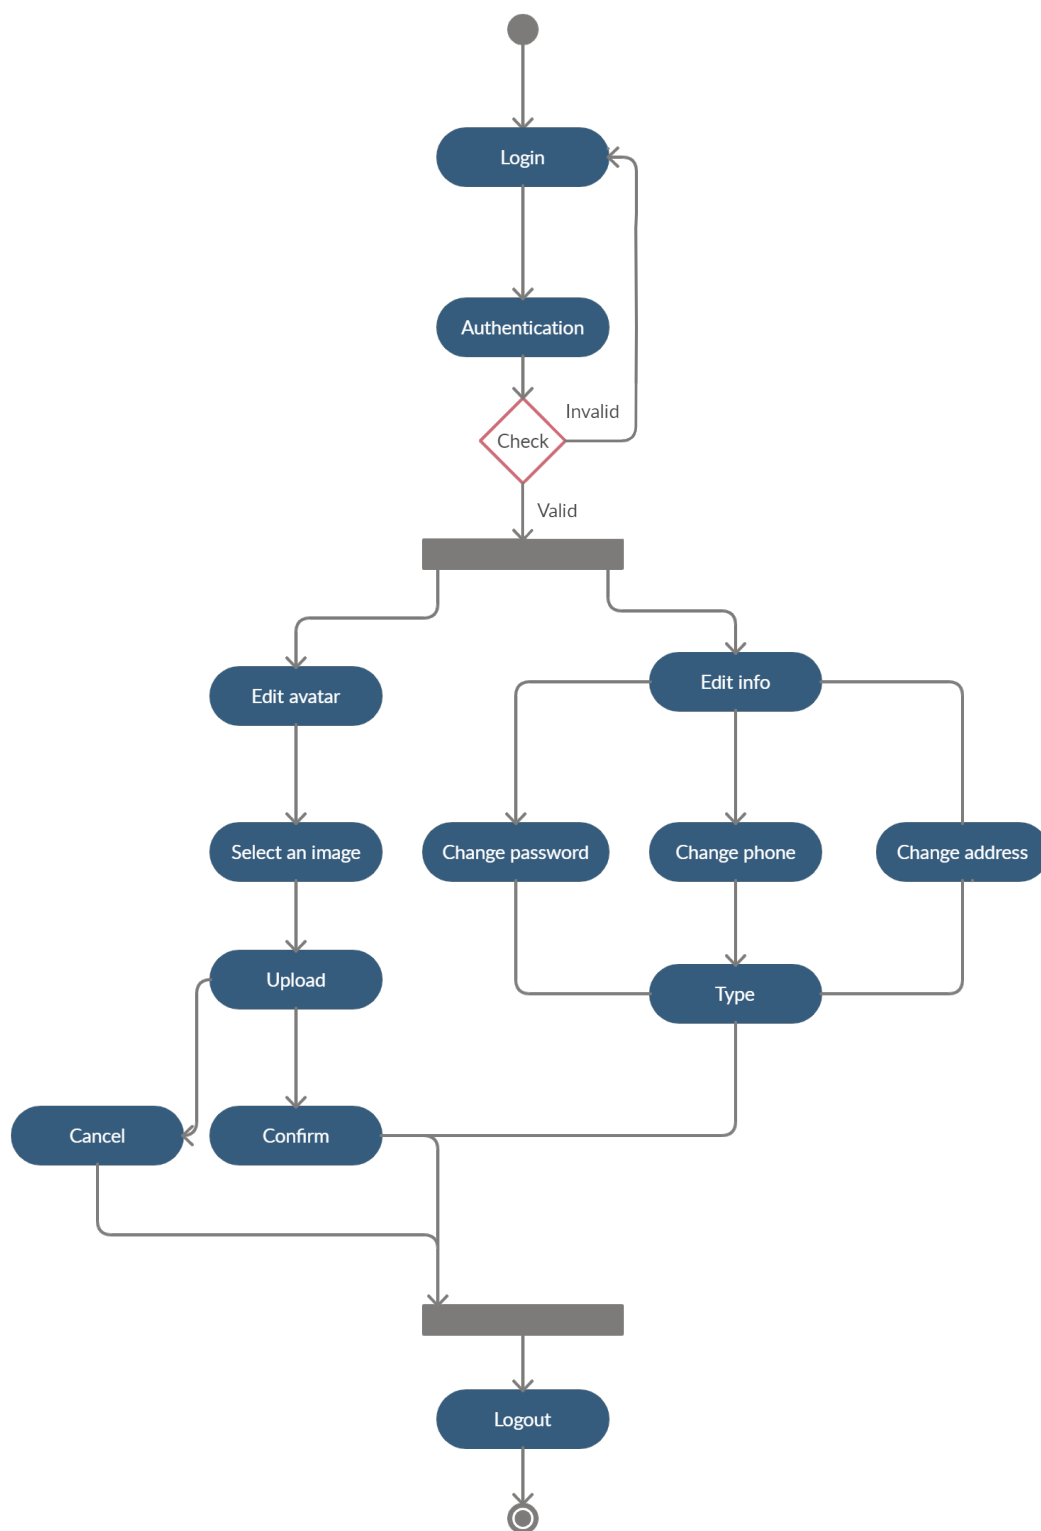 Login
Authentication
Invalid
Check
Valid
Edit avatar
Edit info
Select an image
Change password
Change phone
Change address
Upload
Type
Cancel
Confirm
Logout